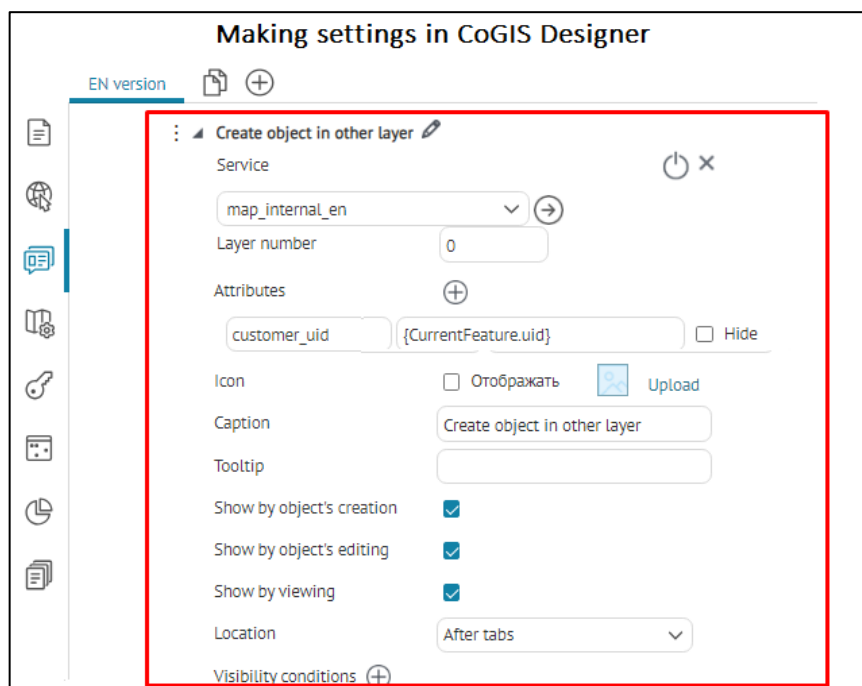 Making settings in CoGIS Designer
EN version
Create object in other layer
Service
map_internal_en
Layer number
0
Attributes
customer_uid {CurrentFeature.uid} Hide
Icon Отображать Upload
Caption Create object in other layer
Tooltip
Show by object's creation
Show by object's editing
Show by viewing
Location After tabs
Visibility conditions